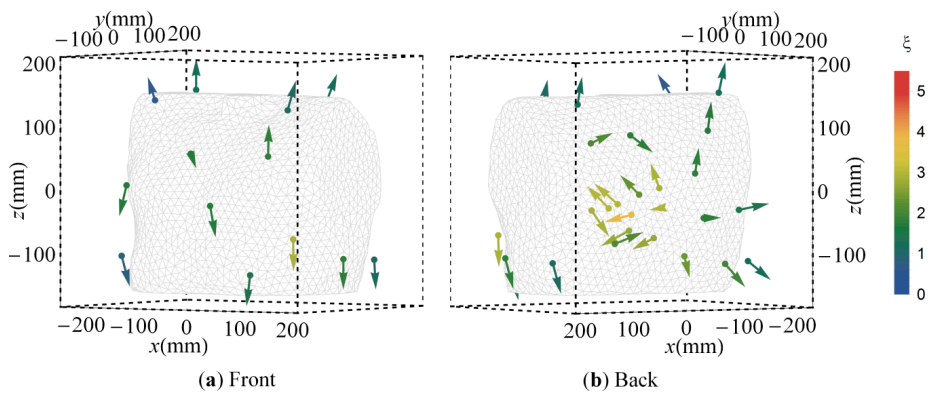 y(mm)
−100 0 100 200
200
100
0
−100
z(mm)
−200 −100 0 100 200
x(mm)
(a) Front
y(mm)
−100 0 100 200
200
100
0
−100
z(mm)
200 100 0 −100 −200
x(mm)
(b) Back
ξ
5
4
3
2
1
0